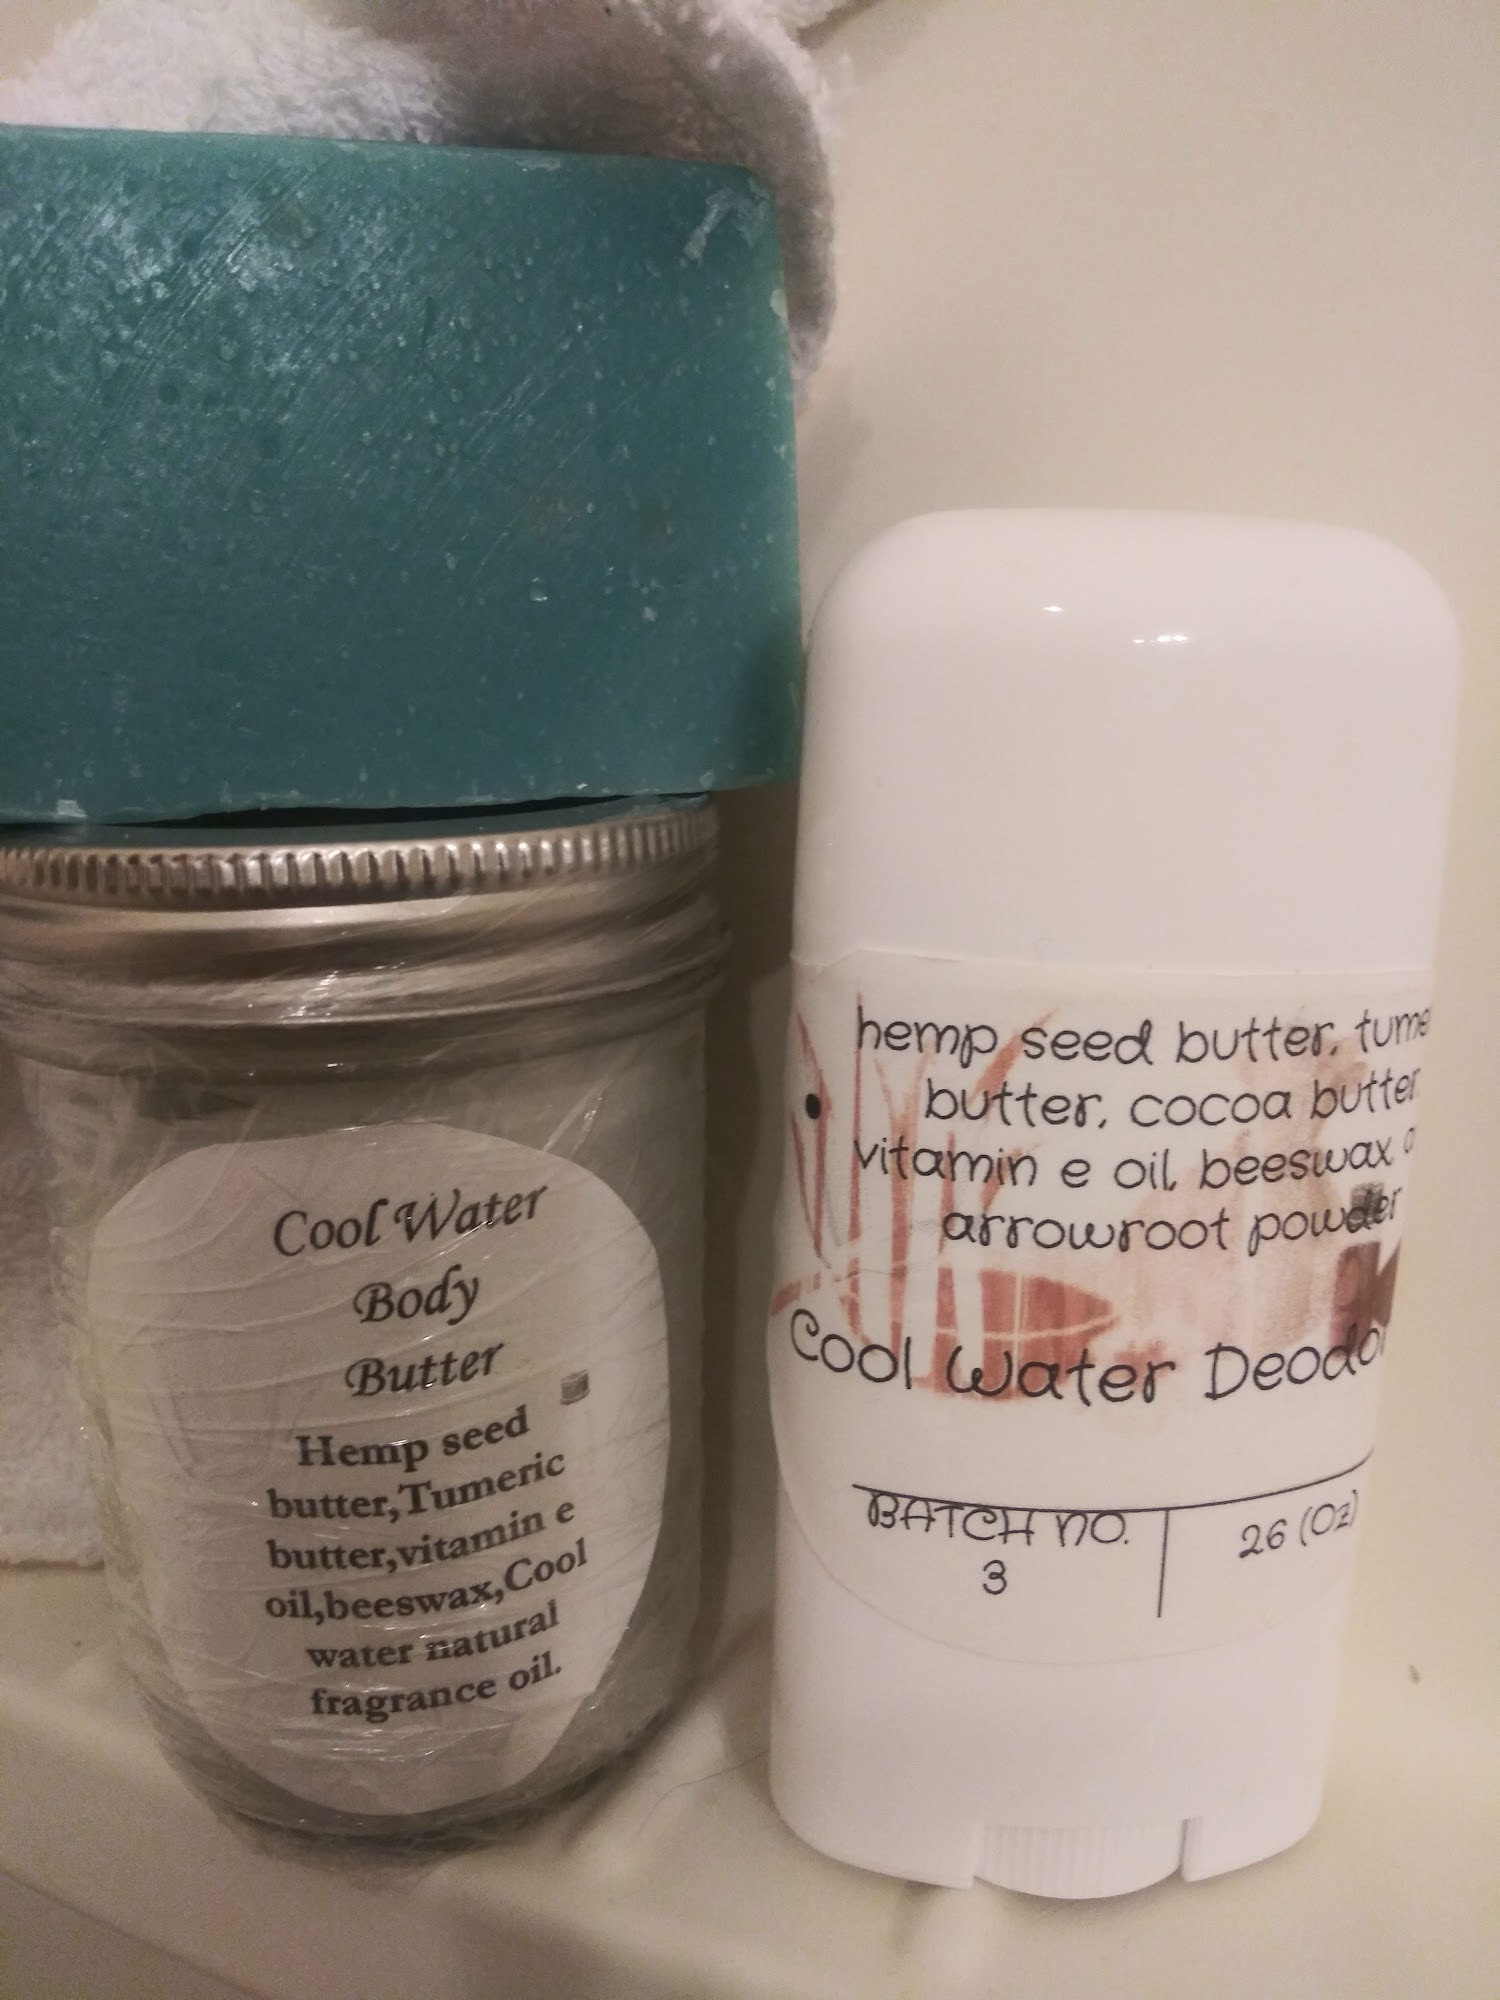 Cool Water
Body
Butter
Hemp seed
butter,Tumeric
butter,vitamin e
oil,beeswax,Cool
water natural
fragrance oil.
hemp seed butter, tume
butter, cocoa butter
vitamin e oil, beeswax
arrowroot powder
Cool Water Deodo
BATCH NO.
3
26 (Oz)